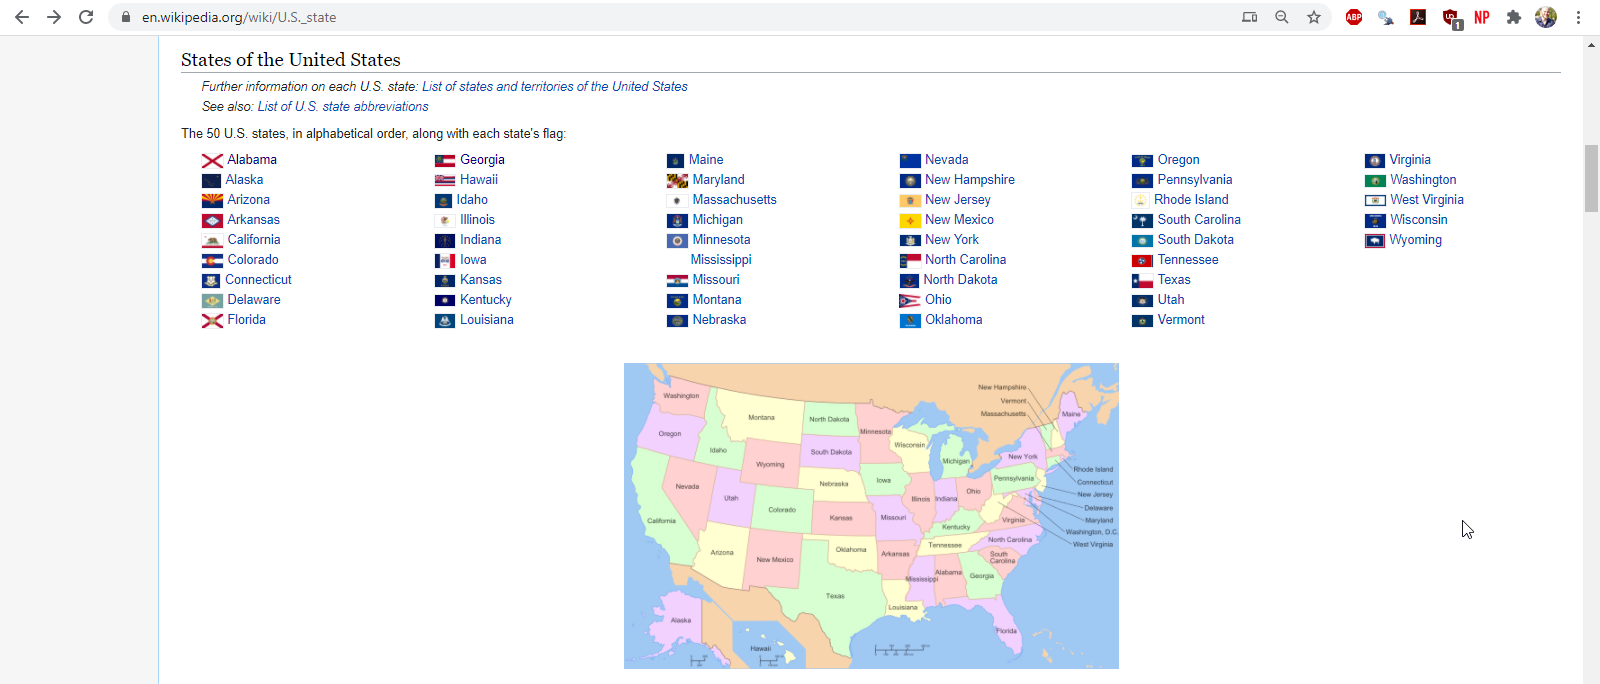 en.wikipedia.org/wiki/U.S._state
ABP
1
NP
States of the United States
Further information on each U.S. state: List of states and territories of the United States
See also: List of U.S. state abbreviations
The 50 U.S. states, in alphabetical order, along with each state's flag:
Alabama
Alaska
Arizona
Arkansas
California
Colorado
Connecticut
Delaware
Florida
Georgia
Hawaii
Idaho
Illinois
Indiana
Iowa
Kansas
Kentucky
Louisiana
Maine
Maryland
Massachusetts
Michigan
Minnesota
Mississippi
Missouri
Montana
Nebraska
Nevada
New Hampshire
New Jersey
New Mexico
New York
North Carolina
North Dakota
Ohio
Oklahoma
Oregon
Pennsylvania
Rhode Island
South Carolina
South Dakota
Tennessee
Texas
Utah
Vermont
Virginia
Washington
West Virginia
Wisconsin
Wyoming
New Hampshire
Vermont
Massachusetts
Washington
Montana
North Dakota
Minnesota
Maine
Oregon
Idaho
Wyoming
South Dakota
Wisconsin
Michigan
New York
Rhode Island
Connecticut
New Jersey
Delaware
Maryland
Washington, D.C.
West Virginia
Nevada
Utah
Colorado
Nebraska
Iowa
Illinois
Indiana
Ohio
Pennsylvania
California
Kansas
Missouri
Kentucky
Virginia
Arizona
New Mexico
Oklahoma
Arkansas
Tennessee
North Carolina
South
Carolina
Texas
Louisiana
Mississippi
Alabama
Georgia
Florida
Alaska
Hawaii